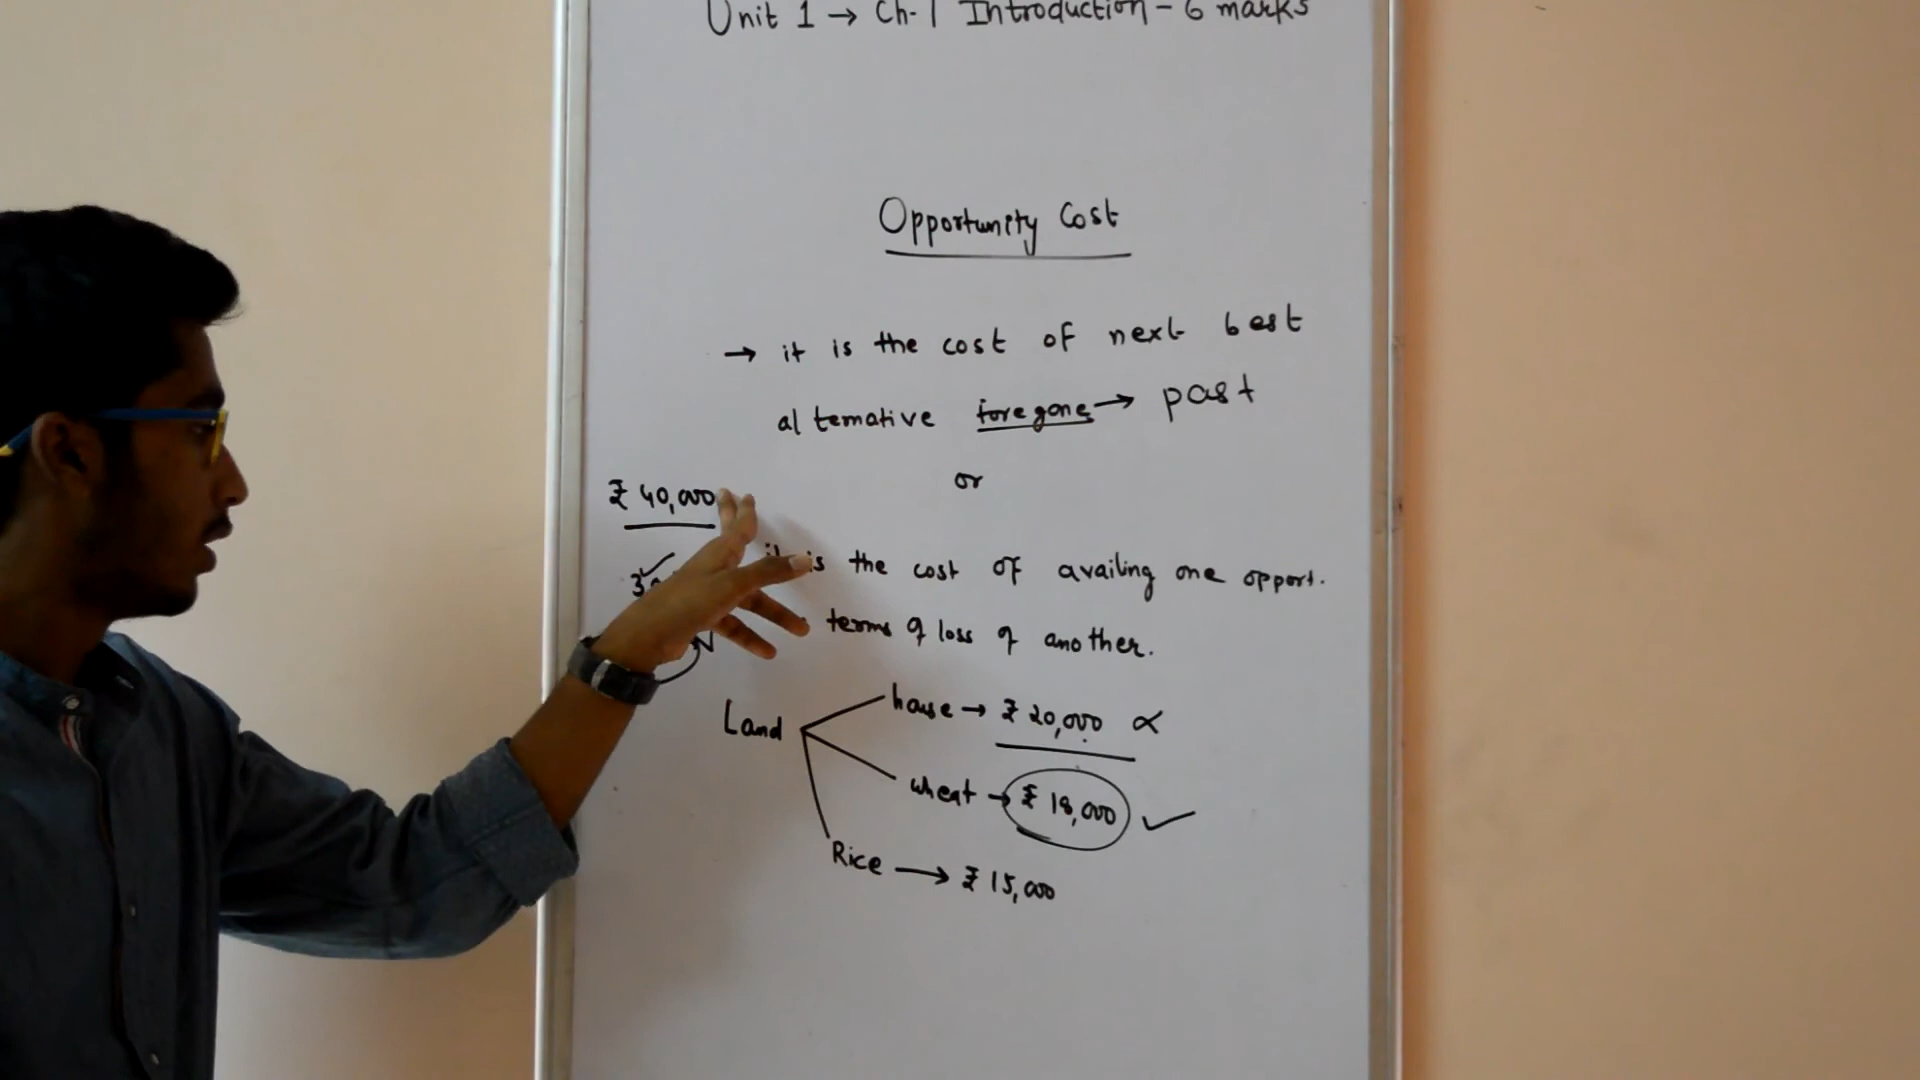 Unit 1 → Ch-1 Introduction - 6 marks
Opportunity Cost
→ it is the cost of next best
alternative foregone → past
or
₹ 40,000
is the cost of availing one opport.
terms of loss of another.
Land
house → ₹ 20,000
wheat → ₹ 18,000
Rice → ₹ 15,000